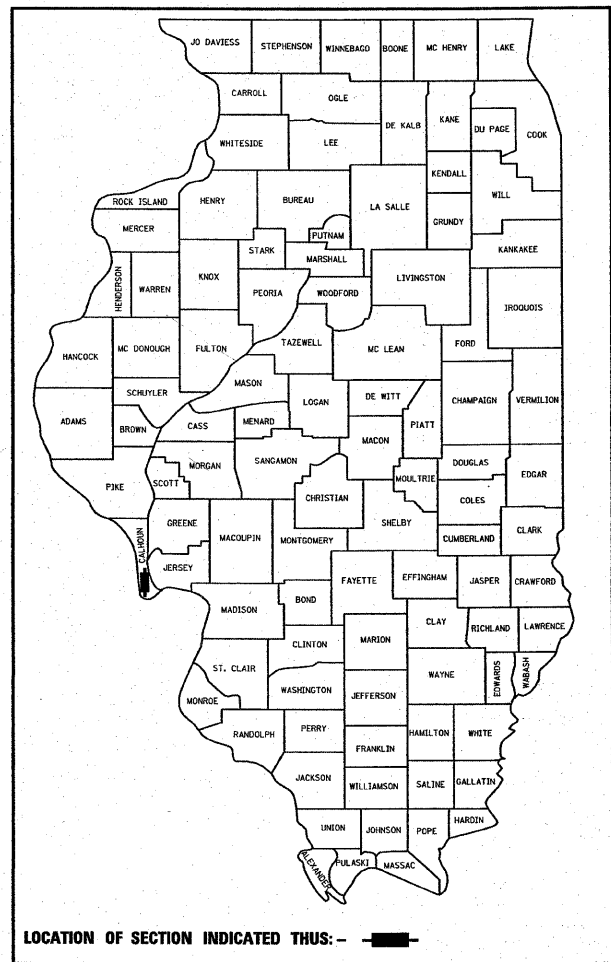 JO DAVIESS
STEPHENSON
WINNEBAGO
BOONE
MC HENRY
LAKE
CARROLL
OGLE
DE KALB
KANE
DU PAGE
COOK
WHITESIDE
LEE
KENDALL
WILL
ROCK ISLAND
HENRY
BUREAU
LA SALLE
GRUNDY
MERCER
PUTNAM
KANKAKEE
STARK
MARSHALL
HENDERSON
WARREN
KNOX
PEORIA
WOODFORD
LIVINGSTON
IROQUOIS
HANCOCK
MC DONOUGH
FULTON
TAZEWELL
MC LEAN
FORD
MASON
SCHUYLER
LOGAN
DE WITT
CHAMPAIGN
VERMILION
ADAMS
BROWN
CASS
MENARD
MACON
PIATT
PIKE
SCOTT
MORGAN
SANGAMON
CHRISTIAN
MOULTRIE
DOUGLAS
COLES
EDGAR
CALHOUN
GREENE
MACOUPIN
MONTGOMERY
SHELBY
CUMBERLAND
CLARK
JERSEY
FAYETTE
EFFINGHAM
JASPER
CRAWFORD
MADISON
BOND
CLAY
RICHLAND
LAWRENCE
CLINTON
MARION
ST. CLAIR
WAYNE
EDWARDS
WABASH
MONROE
WASHINGTON
JEFFERSON
RANDOLPH
PERRY
HAMILTON
WHITE
FRANKLIN
JACKSON
WILLIAMSON
SALINE
GALLATIN
UNION
JOHNSON
POPE
HARDIN
ALEXANDER
PULASKI
MASSAC
LOCATION OF SECTION INDICATED THUS: -